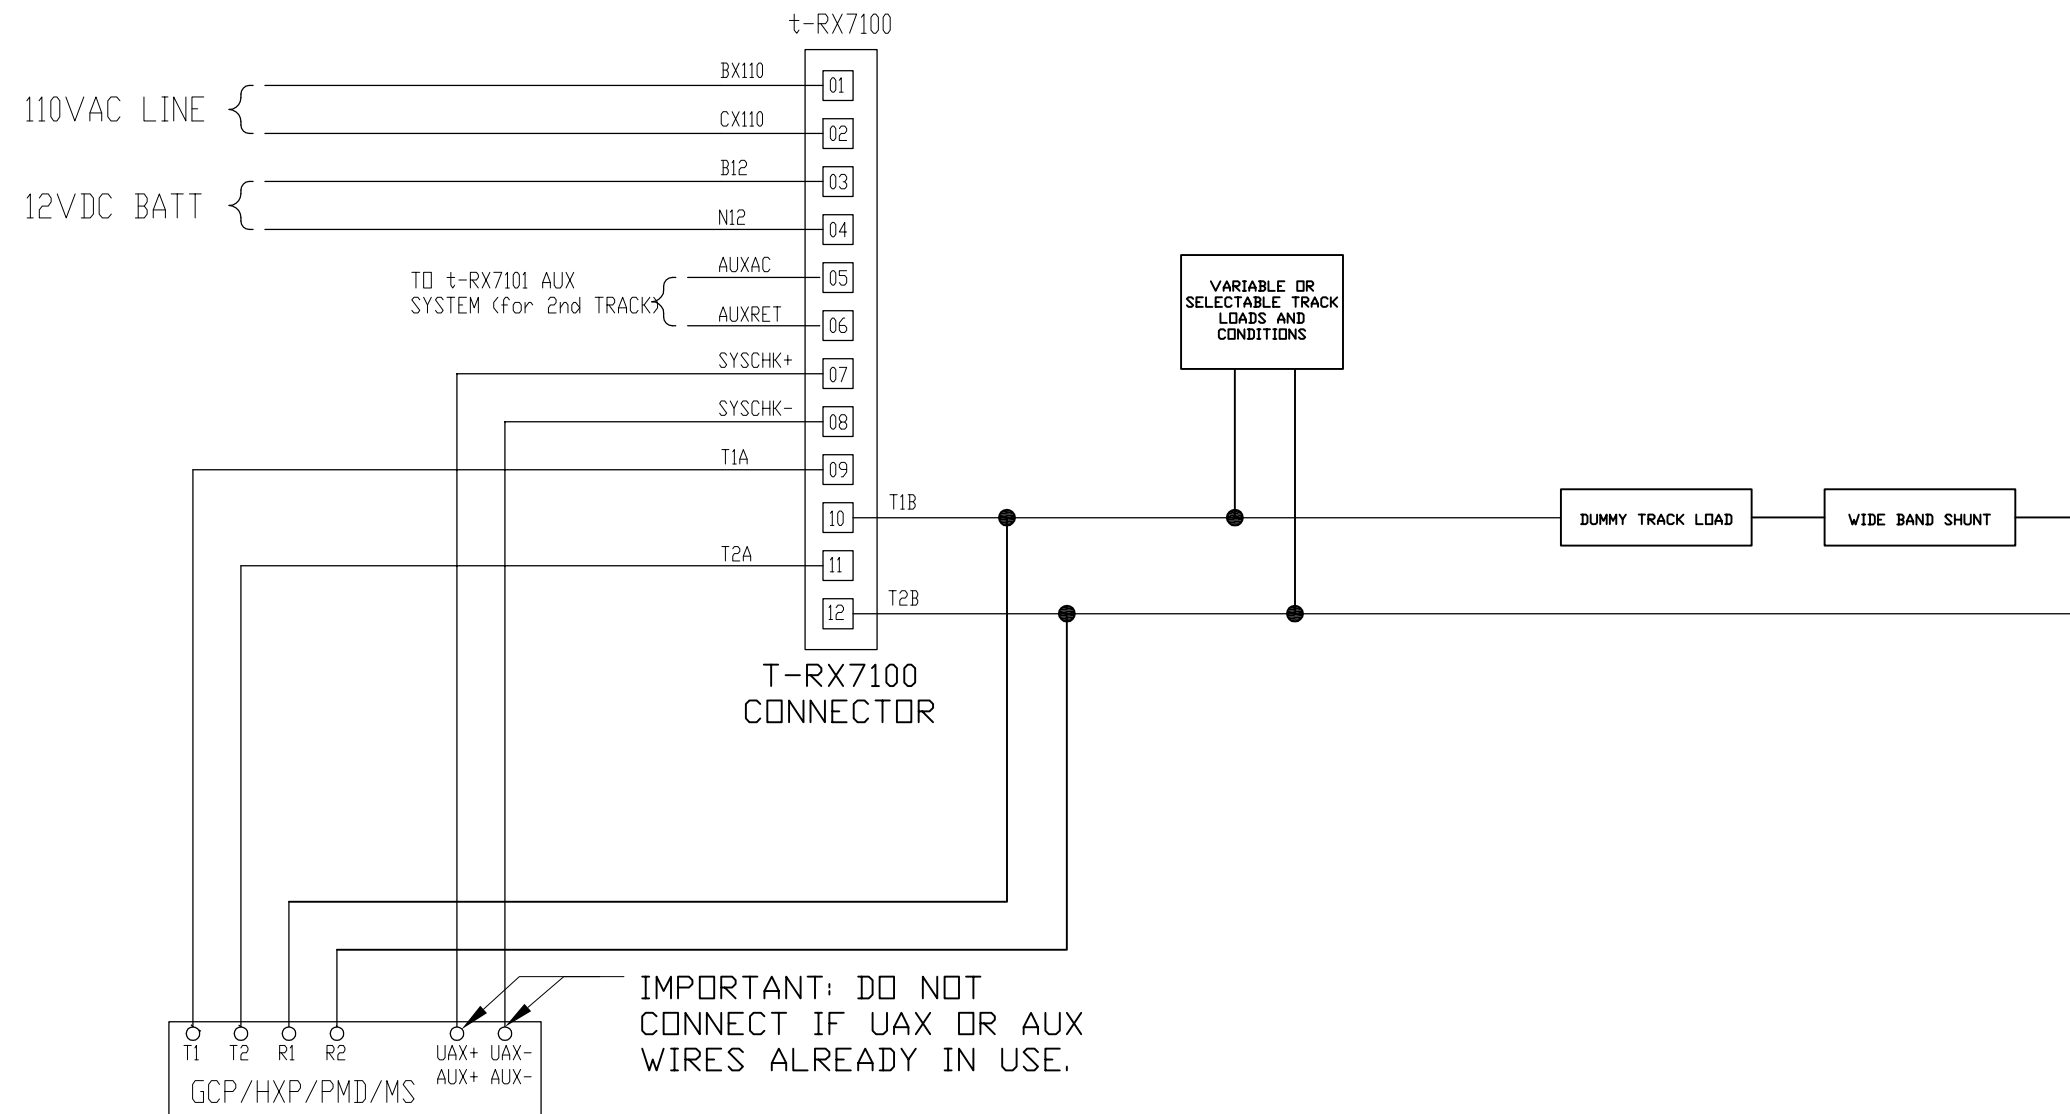 t-RX7100
BX110
01
110VAC LINE
CX110
02
B12
03
12VDC BATT
N12
04
AUXAC
05
TO t-RX7101 AUX
SYSTEM (for 2nd TRACK)
AUXRET
06
SYSCHK+
07
SYSCHK-
08
T1A
09
10
T1B
T2A
11
12
T2B
T-RX7100
CONNECTOR
VARIABLE OR
SELECTABLE TRACK
LOADS AND
CONDITIONS
DUMMY TRACK LOAD
WIDE BAND SHUNT
IMPORTANT: DO NOT
CONNECT IF UAX OR AUX
WIRES ALREADY IN USE.
T1 T2 R1 R2 UAX+ UAX-
AUX+ AUX-
GCP/HXP/PMD/MS